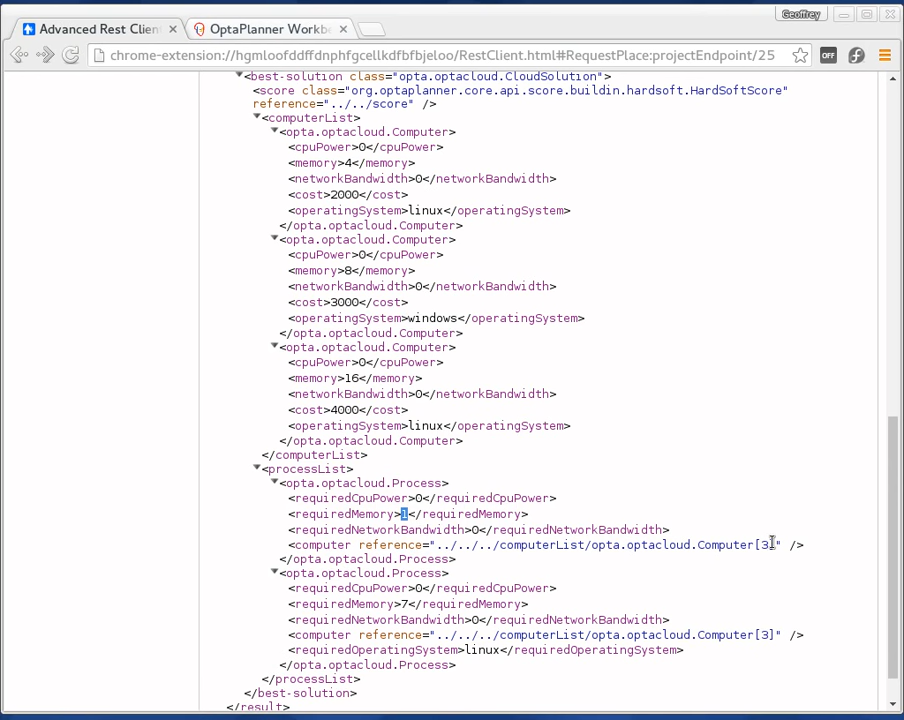 Geoffrey
Advanced Rest Clien
OptaPlanner Workbe
chrome-extension://hgmloofddffdnphfgcellkdfbfbjeloo/RestClient.html#RequestPlace:projectEndpoint/25
OFF
<best-solution class="opta.optacloud.CloudSolution">
<score class="org.optaplanner.core.api.score.buildin.hardsoft.HardSoftScore"
reference="../../score" />
<computerList>
<opta.optacloud.Computer>
<cpuPower>0</cpuPower>
<memory>4</memory>
<networkBandwidth>0</networkBandwidth>
<cost>2000</cost>
<operatingSystem>linux</operatingSystem>
</opta.optacloud.Computer>
<opta.optacloud.Computer>
<cpuPower>0</cpuPower>
<memory>8</memory>
<networkBandwidth>0</networkBandwidth>
<cost>3000</cost>
<operatingSystem>windows</operatingSystem>
</opta.optacloud.Computer>
<opta.optacloud.Computer>
<cpuPower>0</cpuPower>
<memory>16</memory>
<networkBandwidth>0</networkBandwidth>
<cost>4000</cost>
<operatingSystem>linux</operatingSystem>
</opta.optacloud.Computer>
</computerList>
<processList>
<opta.optacloud.Process>
<requiredCpuPower>0</requiredCpuPower>
<requiredMemory>1</requiredMemory>
<requiredNetworkBandwidth>0</requiredNetworkBandwidth>
<computer reference="../../../computerList/opta.optacloud.Computer[3]" />
</opta.optacloud.Process>
<opta.optacloud.Process>
<requiredCpuPower>0</requiredCpuPower>
<requiredMemory>7</requiredMemory>
<requiredNetworkBandwidth>0</requiredNetworkBandwidth>
<computer reference="../../../computerList/opta.optacloud.Computer[3]" />
<requiredOperatingSystem>linux</requiredOperatingSystem>
</opta.optacloud.Process>
</processList>
</best-solution>
</result>